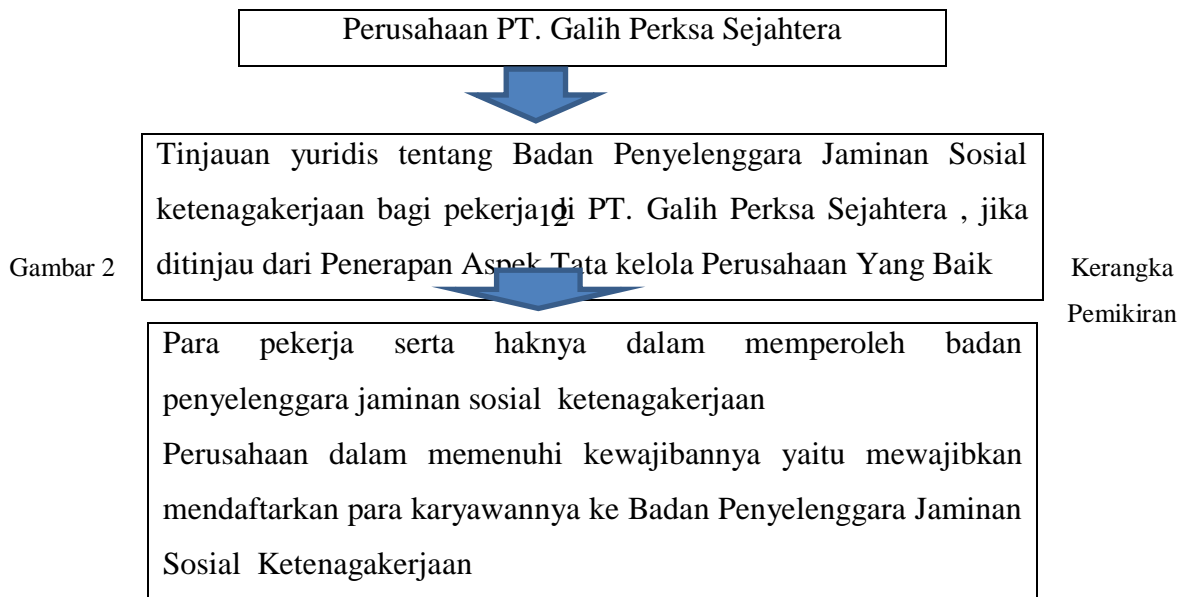 Perusahaan PT. Galih Perksa Sejahtera
Tinjauan yuridis tentang Badan Penyelenggara Jaminan Sosial
ketenagakerjaan bagi pekerja di PT. Galih Perksa Sejahtera , jika
12
ditinjau dari Penerapan Aspek Tata kelola Perusahaan Yang Baik
Gambar 2
Kerangka
Pemikiran
Para pekerja serta haknya dalam memperoleh badan
penyelenggara jaminan sosial ketenagakerjaan
Perusahaan dalam memenuhi kewajibannya yaitu mewajibkan
mendaftarkan para karyawannya ke Badan Penyelenggara Jaminan
Sosial Ketenagakerjaan